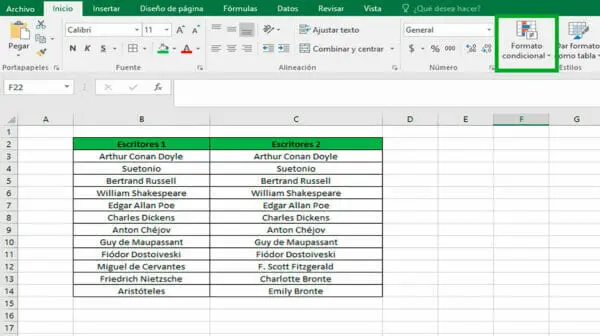 Archivo Inicio Insertar Diseño de página Fórmulas Datos Revisar Vista ¿Qué desea hacer?
Pegar
Calibri 11 A A
N K S
Ajustar texto
Combinar y centrar
General
$ % 000
Formato
condicional
Dar formato
como tabla
Portapapeles Fuente Alineación Número Estilos
F22 fx
A B C D E F G
1
2 Escritores 1 Escritores 2
3 Arthur Conan Doyle Arthur Conan Doyle
4 Suetonio Suetonio
5 Bertrand Russell Bertrand Russell
6 William Shakespeare William Shakespeare
7 Edgar Allan Poe Edgar Allan Poe
8 Charles Dickens Charles Dickens
9 Anton Chéjov Anton Chéjov
10 Guy de Maupassant Guy de Maupassant
11 Fiódor Dostoiveski Fiódor Dostoiveski
12 Miguel de Cervantes F. Scott Fitzgerald
13 Friedrich Nietzsche Charlotte Bronte
14 Aristóteles Emily Bronte
15
16
17